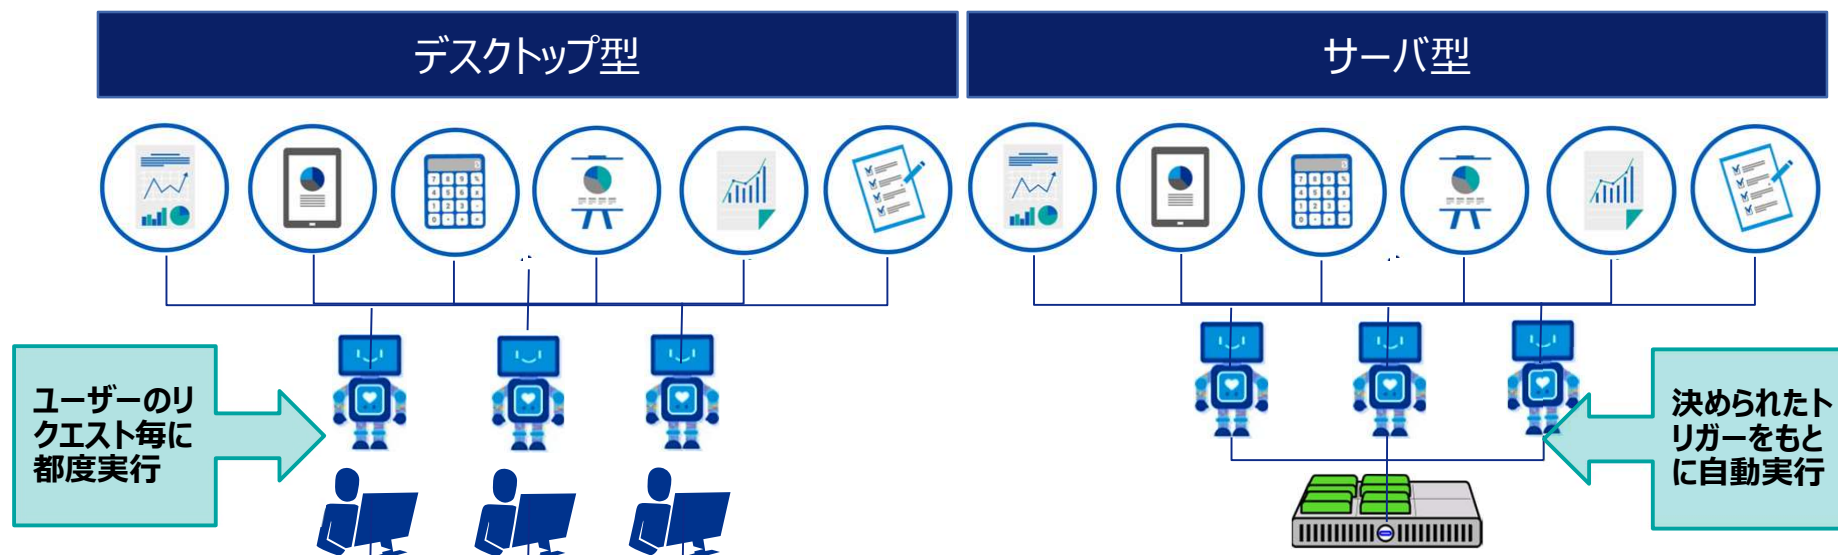 デスクトップ型
サーバ型
ユーザーのリ
クエスト毎に
都度実行
決められたト
リガーをもと
に自動実行